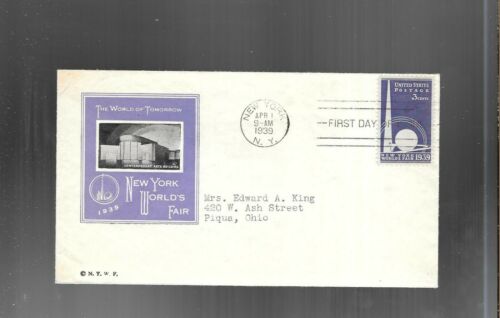 THE WORLD OF TOMORROW
CONTEMPORARY ARTS BUILDING
NEW YORK
WORLD'S
FAIR
1939
© N.Y.W.F.
NEW YORK
APR 1
9-AM
1939
N.Y.
FIRST DAY OF
UNITED STATES
POSTAGE
3 CENTS
NEW YORK
WORLD'S FAIR 1939
Mrs. Edward A. King
420 W. Ash Street
Piqua, Ohio